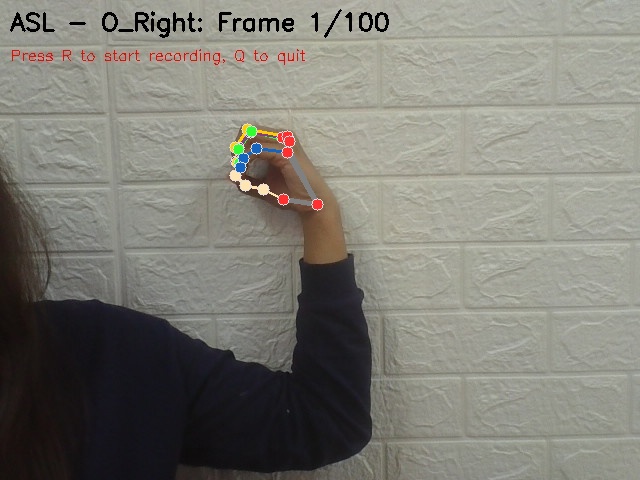 ASL - O_Right: Frame 1/100
Press R to start recording, Q to quit